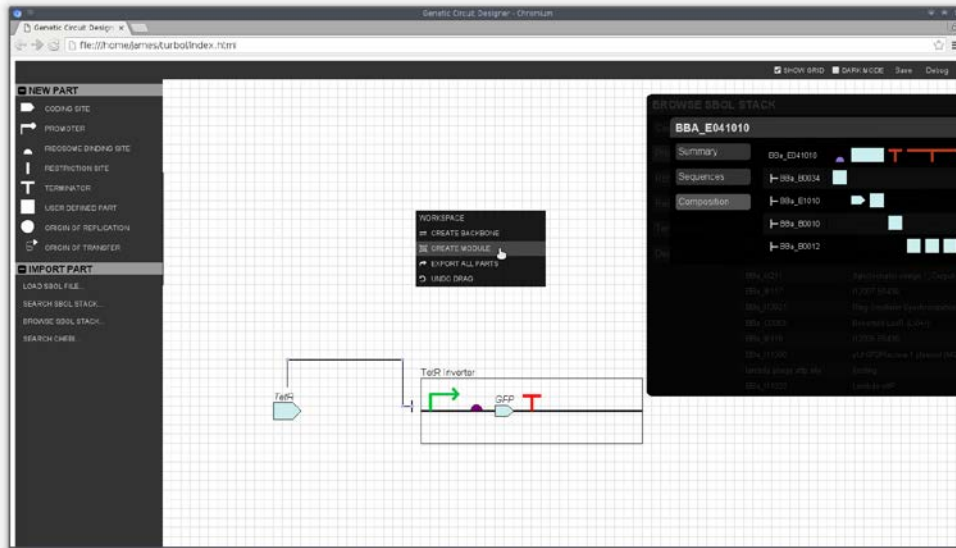 Genetic Circuit Designer - Chromium
Genetic Circuit Design
file:///home/james/turbol/index.html
SHOW GRID DARK MODE Save Debug
NEW PART
CODING SITE
PROMOTER
RIBOSOME BINDING SITE
RESTRICTION SITE
TERMINATOR
USER DEFINED PART
ORIGIN OF REPLICATION
ORIGIN OF TRANSFER
IMPORT PART
LOAD SBOL FILE...
SEARCH SBOL STACK...
BROWSE SBOL STACK...
SEARCH CHEBI...
WORKSPACE
CREATE BACKBONE
CREATE MODULE
EXPORT ALL PARTS
UNDO DRAG
TetR
TetR Invertor
GFP
BROWSE SBOL STACK
BBA_E041010
Summary
Sequences
Composition
BBa_E041010
BBa_B0034
BBa_E1010
BBa_B0010
BBa_B0012